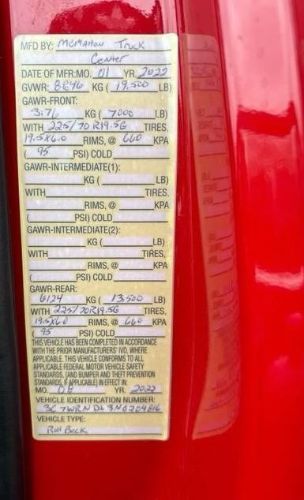 MFD BY: McMahon Truck
Center
DATE OF MFR: MO. 01 YR. 2022
GVWR: 8846 KG ( 19,500 LB)
GAWR-FRONT:
KG ( 7000 LB)
WITH 225/70R19.5G TIRES,
19.5x6.0 RIMS, @ 660 KPA
( 95 PSI) COLD
GAWR-INTERMEDIATE(1):
KG ( LB)
WITH TIRES,
RIMS, @ KPA
( PSI) COLD
GAWR-INTERMEDIATE(2):
KG ( LB)
WITH TIRES,
RIMS, @ KPA
( PSI) COLD
GAWR-REAR:
6124 KG ( 13,500 LB)
WITH 225/70R19.5G TIRES,
19.5x6.0 RIMS, @ 660 KPA
( 95 PSI) COLD
THIS VEHICLE HAS BEEN COMPLETED IN ACCORDANCE
WITH THE PRIOR MANUFACTURERS' IVD, WHERE
APPLICABLE. THIS VEHICLE CONFORMS TO ALL
APPLICABLE FEDERAL MOTOR VEHICLE SAFETY
STANDARDS, [AND BUMPER AND THEFT PREVENTION
STANDARDS, IF APPLICABLE] IN EFFECT IN
MO. YR. 2022
VEHICLE IDENTIFICATION NUMBER:
VEHICLE TYPE:
Roll Back